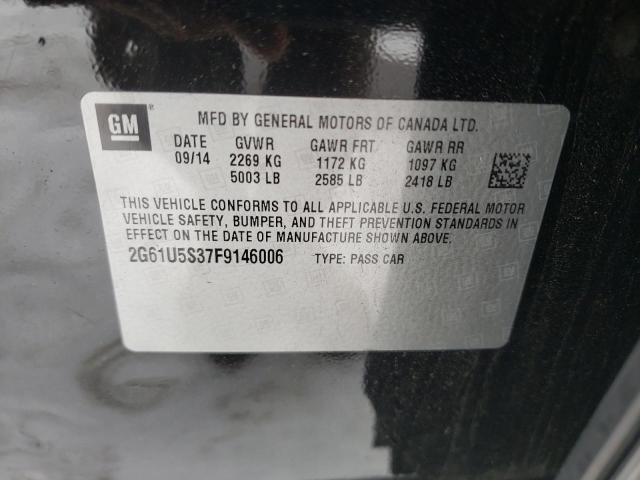 GM
®
MFD BY GENERAL MOTORS OF CANADA LTD.
DATE GVWR GAWR FRT GAWR RR
09/14 2269 KG 1172 KG 1097 KG
5003 LB 2585 LB 2418 LB
THIS VEHICLE CONFORMS TO ALL APPLICABLE U.S. FEDERAL MOTOR
VEHICLE SAFETY, BUMPER, AND THEFT PREVENTION STANDARDS IN
EFFECT ON THE DATE OF MANUFACTURE SHOWN ABOVE.
2G61U5S37F9146006 TYPE: PASS CAR